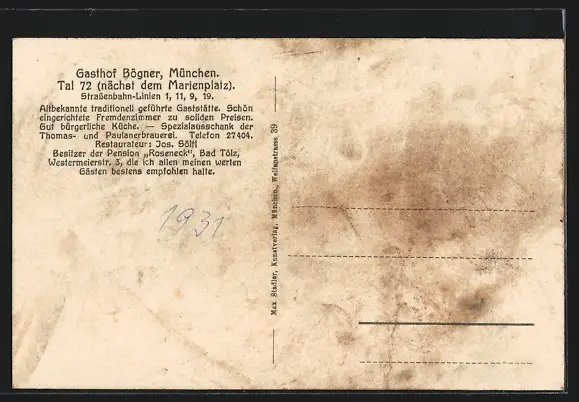 Gasthof Bögner, München.
Tal 72 (nächst dem Marienplatz).
Straßenbahn-Linien 1, 11, 9, 19.
Altbekannte traditionell geführte Gaststätte. Schön
eingerichtete Fremdenzimmer zu soliden Preisen.
Gut bürgerliche Küche. — Spezialausschank der
Thomas- und Paulanerbrauerei. Telefon 27404.
Restaurateur: Jos. Söltl
Besitzer der Pension „Roseneck", Bad Tölz,
Westermeierstr. 3, die ich allen meinen werten
Gästen bestens empfohlen halte.
1931
Max Stadler, Kunstverlag, München, Welfenstrasse 39